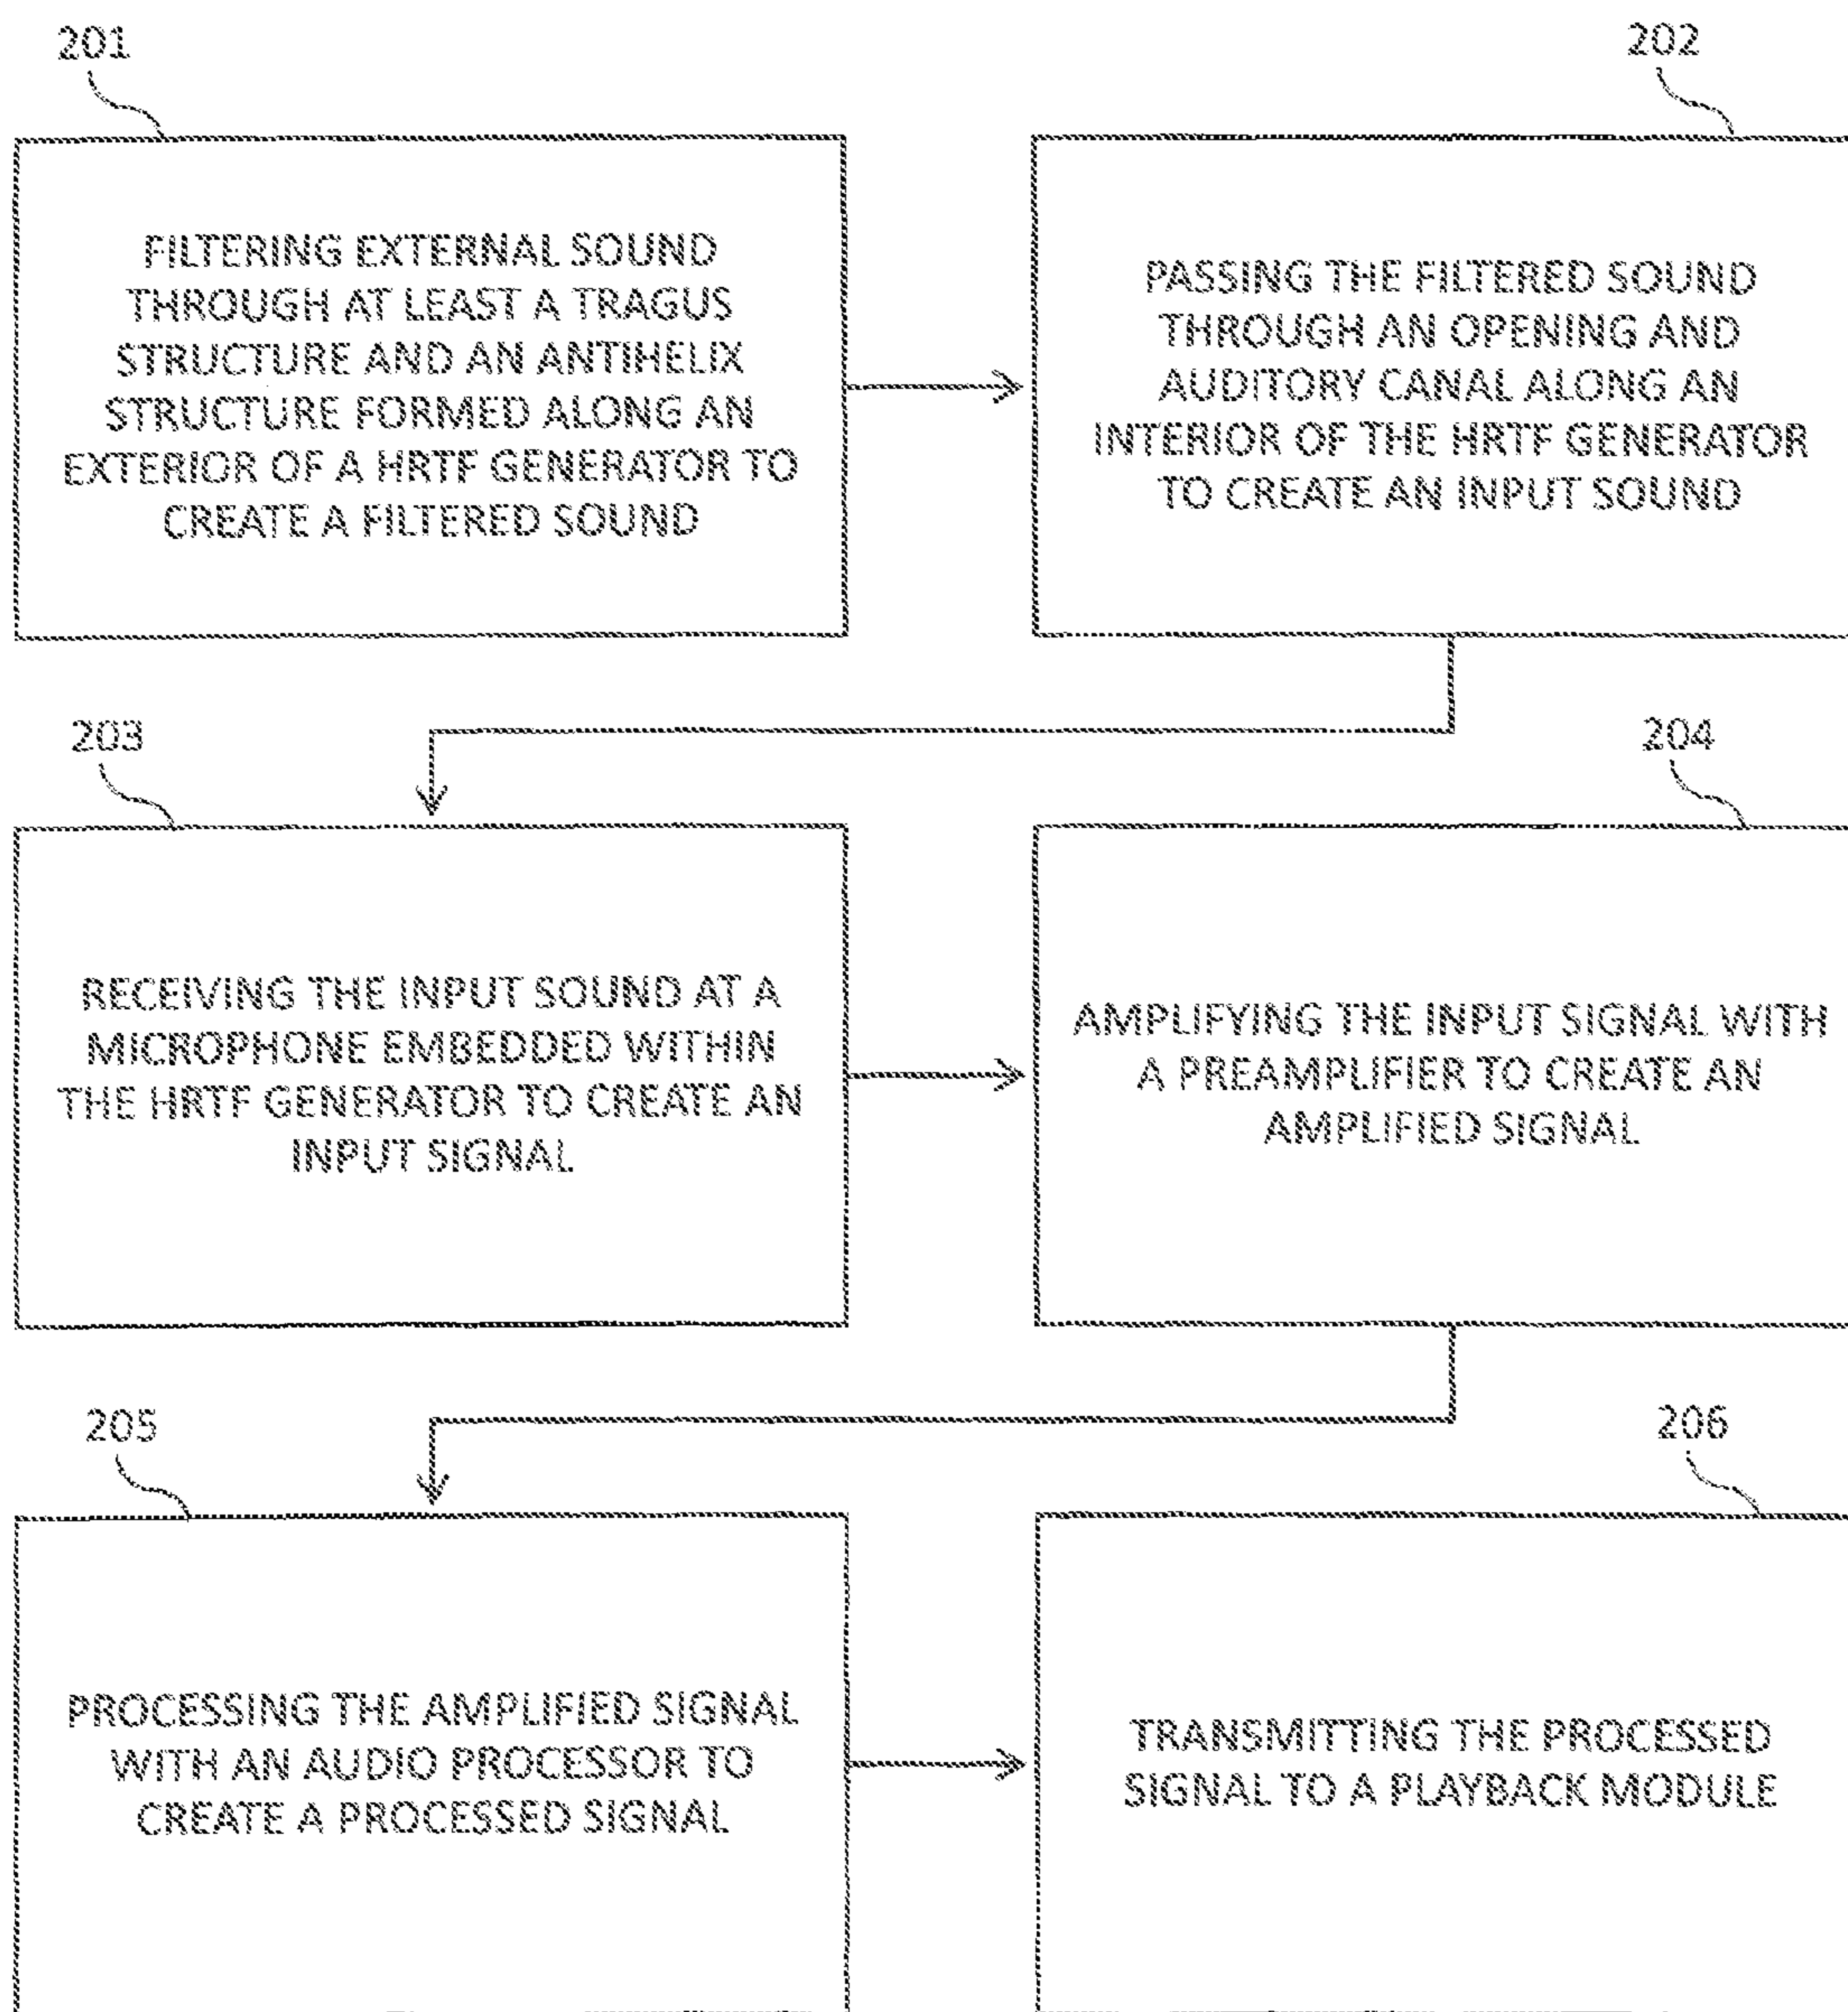 201
FILTERING EXTERNAL SOUND
THROUGH AT LEAST A TRAGUS
STRUCTURE AND AN ANTIHELIX
STRUCTURE FORMED ALONG AN
EXTERIOR OF A HRTF GENERATOR TO
CREATE A FILTERED SOUND
202
PASSING THE FILTERED SOUND
THROUGH AN OPENING AND
AUDITORY CANAL ALONG AN
INTERIOR OF THE HRTF GENERATOR
TO CREATE AN INPUT SOUND
203
RECEIVING THE INPUT SOUND AT A
MICROPHONE EMBEDDED WITHIN
THE HRTF GENERATOR TO CREATE AN
INPUT SIGNAL
204
AMPLIFYING THE INPUT SIGNAL WITH
A PREAMPLIFIER TO CREATE AN
AMPLIFIED SIGNAL
205
PROCESSING THE AMPLIFIED SIGNAL
WITH AN AUDIO PROCESSOR TO
CREATE A PROCESSED SIGNAL
206
TRANSMITTING THE PROCESSED
SIGNAL TO A PLAYBACK MODULE